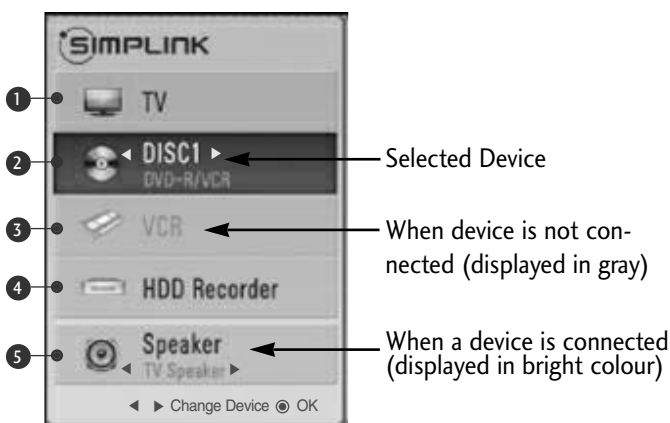 SIMPLINK
1 TV
2 ◄ DISC1 ►
DVD-R/VCR
Selected Device
3 VCR
When device is not con-
nected (displayed in gray)
4 HDD Recorder
5 Speaker
◄ TV Speaker ►
When a device is connected
(displayed in bright colour)
◄ ► Change Device ◉ OK